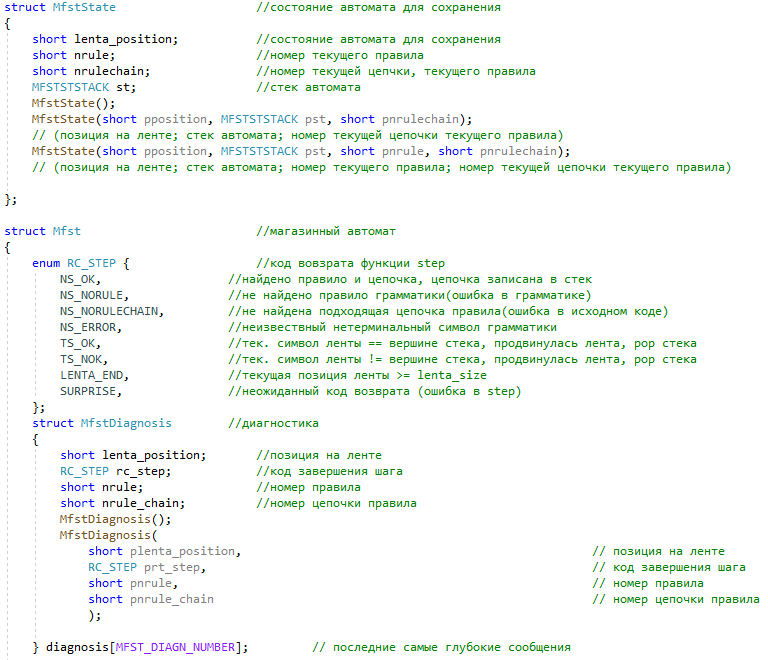 struct MfstState //состояние автомата для сохранения
{
short lenta_position; //состояние автомата для сохранения
short nrule; //номер текущего правила
short nrulechain; //номер текущей цепчки, текущего правила
MFSTSTSTACK st; //стек автомата
MfstState();
MfstState(short pposition, MFSTSTSTACK pst, short pnrulechain);
// (позиция на ленте; стек автомата; номер текущей цепочки текущего правила)
MfstState(short pposition, MFSTSTSTACK pst, short pnrule, short pnrulechain);
// (позиция на ленте; стек автомата; номер текущего правила; номер текущей цепочки текущего правила)
};
struct Mfst //магазинный автомат
{
enum RC_STEP { //код вовзрата функции step
NS_OK, //найдено правило и цепочка, цепочка записана в стек
NS_NORULE, //не найдено правило грамматики(ошибка в грамматике)
NS_NORULECHAIN, //не найдена подходящая цепочка правила(ошибка в исходном коде)
NS_ERROR, //неизвествный нетерминальный символ грамматики
TS_OK, //тек. символ ленты == вершине стека, продвинулась лента, pop стека
TS_NOK, //тек. символ ленты != вершине стека, продвинулась лента, pop стека
LENTA_END, //текущая позиция ленты >= lenta_size
SURPRISE, //неожиданный код возврата (ошибка в step)
};
struct MfstDiagnosis //диагностика
{
short lenta_position; //позиция на ленте
RC_STEP rc_step; //код завершения шага
short nrule; //номер правила
short nrule_chain; //номер цепочки правила
MfstDiagnosis();
MfstDiagnosis(
short plenta_position, // позиция на ленте
RC_STEP prt_step, // код завершения шага
short pnrule, // номер правила
short pnrule_chain // номер цепочки правила
);
} diagnosis[MFST_DIAGN_NUMBER]; // последние самые глубокие сообщения